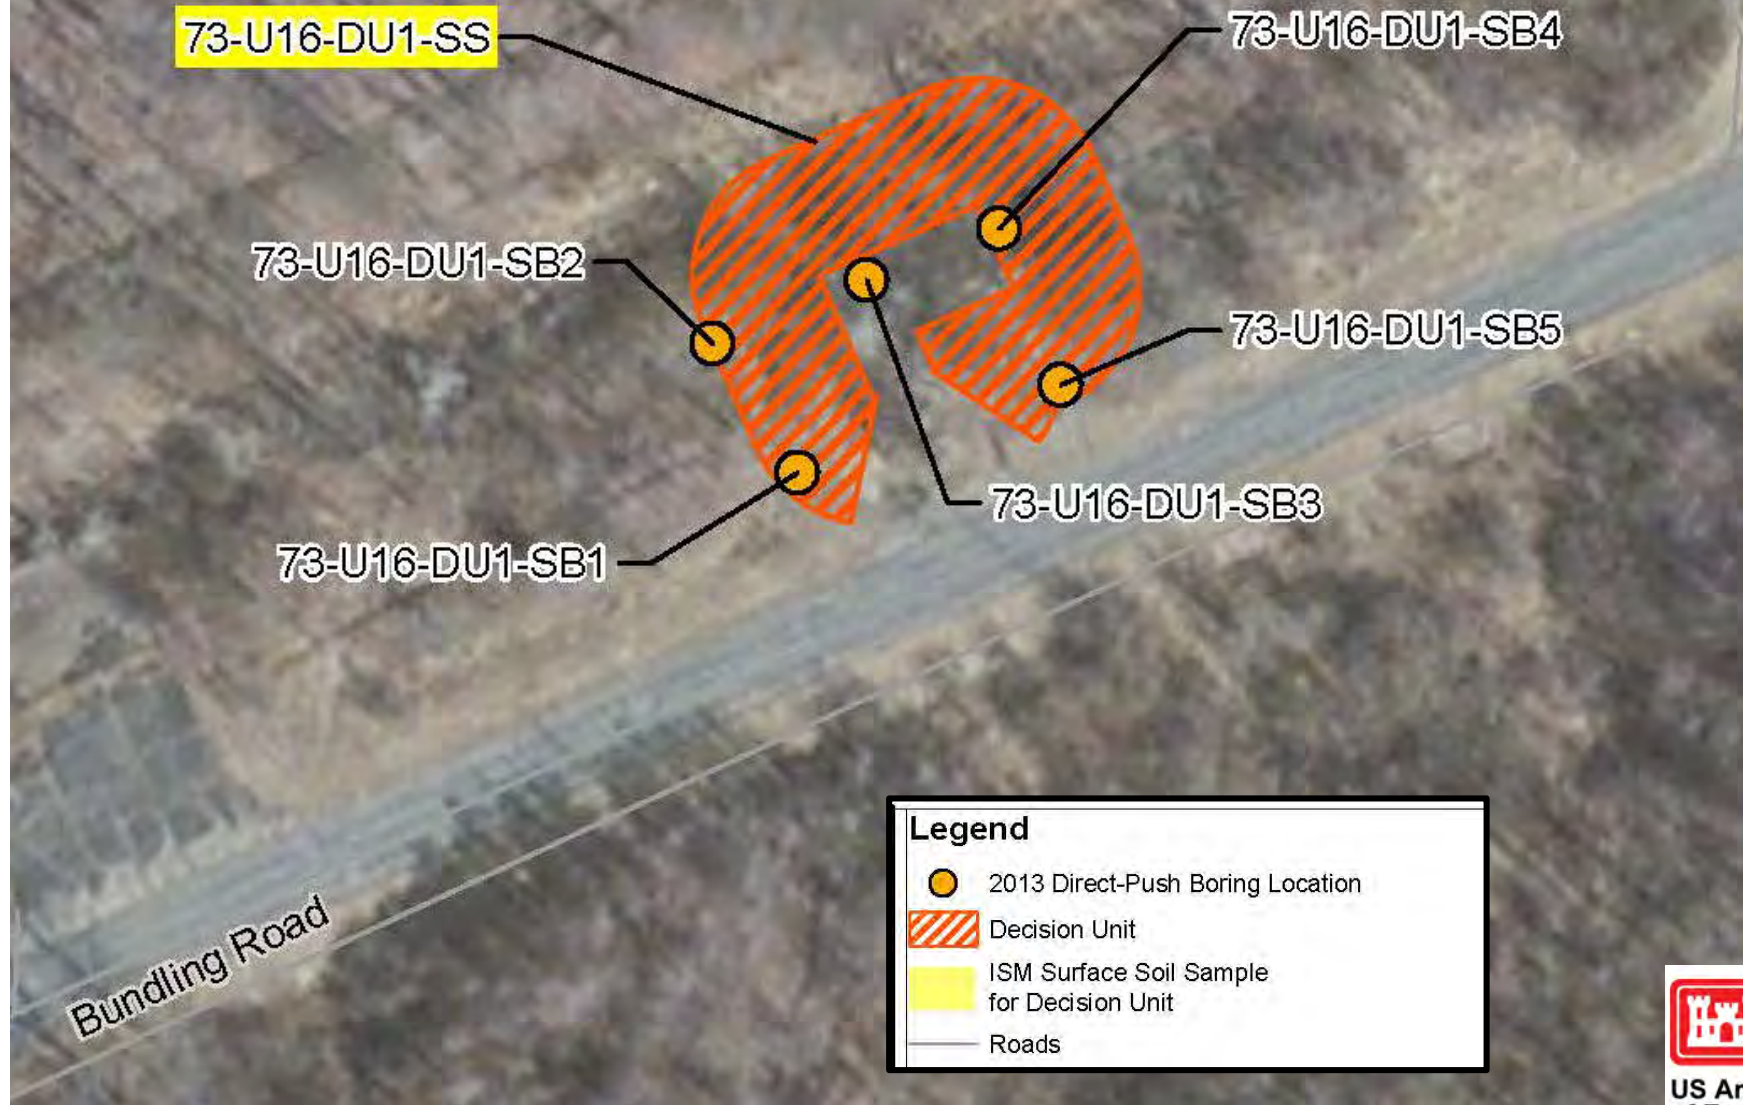 73-U16-DU1-SS
73-U16-DU1-SB4
73-U16-DU1-SB2
73-U16-DU1-SB5
73-U16-DU1-SB3
73-U16-DU1-SB1
Bundling Road
Legend
2013 Direct-Push Boring Location
Decision Unit
ISM Surface Soil Sample
for Decision Unit
Roads
US Ar